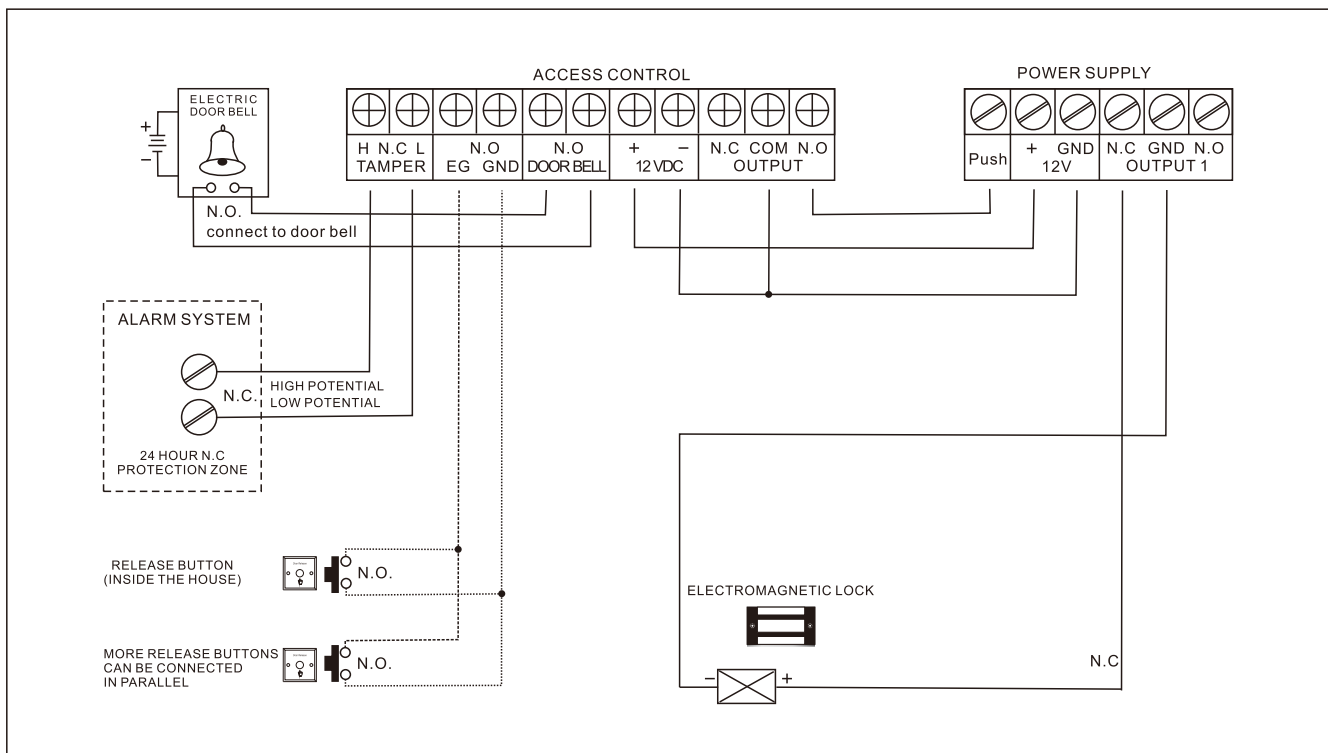 ACCESS CONTROL
POWER SUPPLY
ELECTRIC
DOOR BELL
+
−
H N.C L
TAMPER
N.O
EG GND
N.O
DOOR BELL
+ −
12 VDC
N.C COM N.O
OUTPUT
Push
+ GND
12V
N.C GND N.O
OUTPUT 1
N.O.
connect to door bell
ALARM SYSTEM
N.C.
HIGH POTENTIAL
LOW POTENTIAL
24 HOUR N.C
PROTECTION ZONE
RELEASE BUTTON
(INSIDE THE HOUSE)
N.O.
MORE RELEASE BUTTONS
CAN BE CONNECTED
IN PARALLEL
N.O.
ELECTROMAGNETIC LOCK
N.C
− +